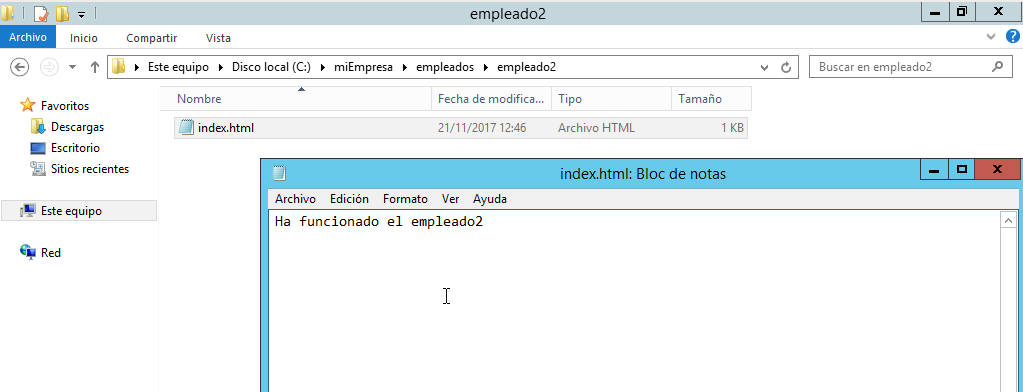 empleado2
Archivo Inicio Compartir Vista
Este equipo Disco local (C:) miEmpresa empleados empleado2 Buscar en empleado2
Favoritos
Descargas
Escritorio
Sitios recientes
Este equipo
Red
Nombre Fecha de modifica... Tipo Tamaño
index.html 21/11/2017 12:46 Archivo HTML 1 KB
index.html: Bloc de notas
Archivo Edición Formato Ver Ayuda
Ha funcionado el empleado2